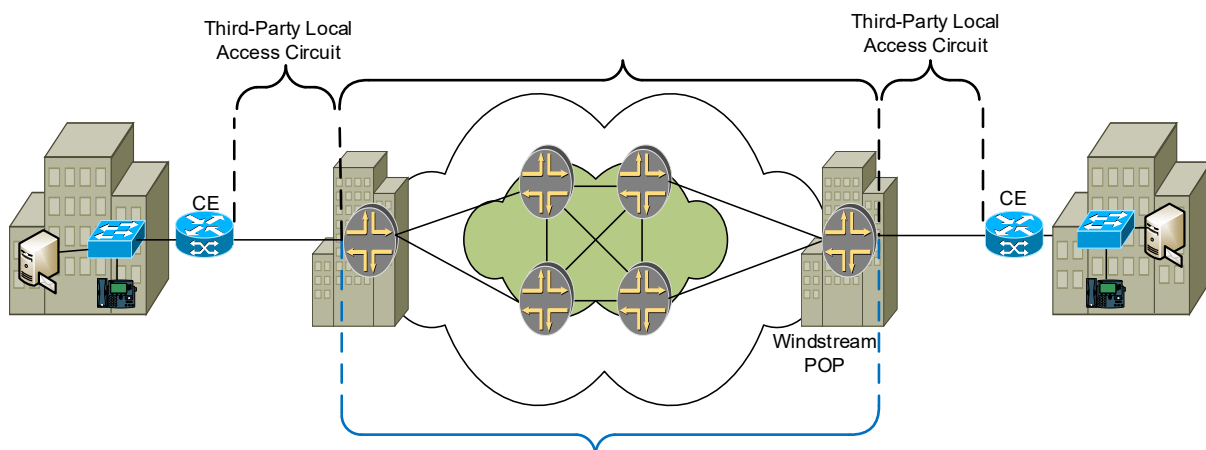 Third-Party Local
Access Circuit
Third-Party Local
Access Circuit
CE
CE
Windstream
POP